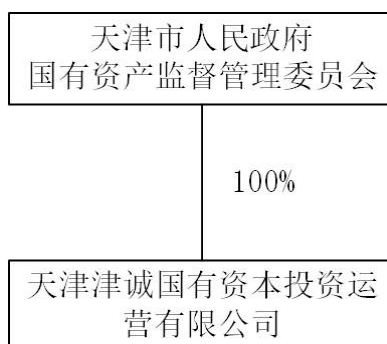 天津市人民政府
国有资产监督管理委员会
100%
天津津诚国有资本投资运
营有限公司